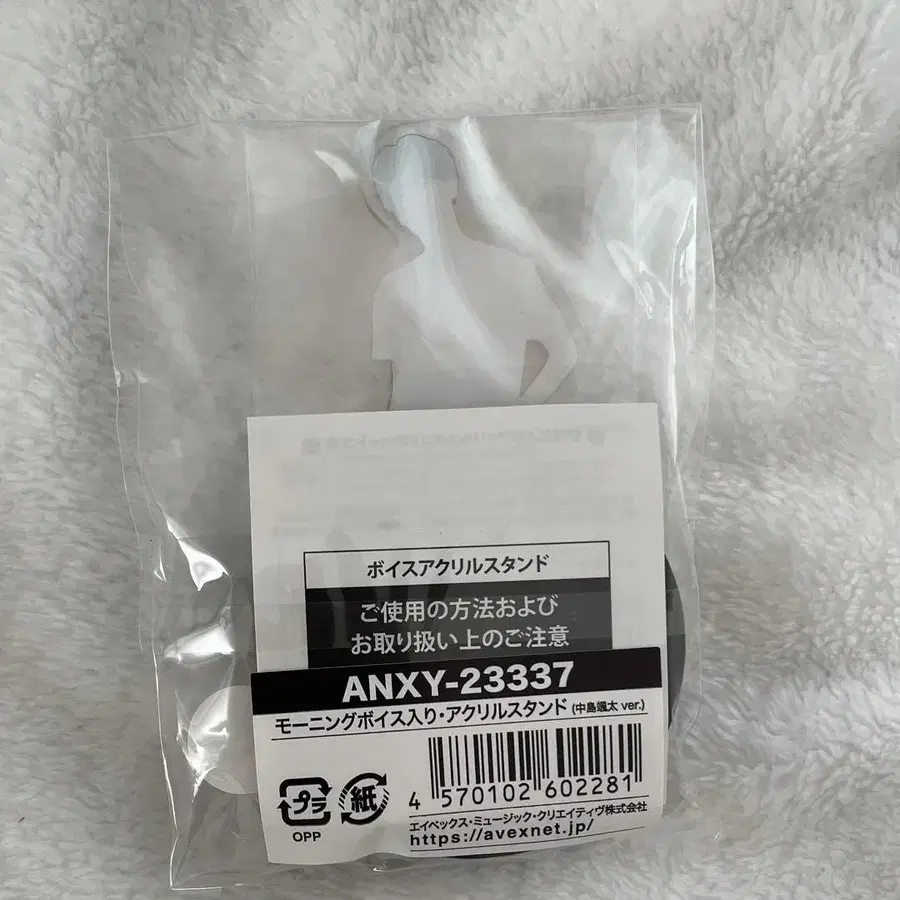 ボイスアクリルスタンド
ご使用の方法および
お取り扱い上のご注意
ANXY-23337
モーニングボイス入り・アクリルスタンド (中島颯太 ver.)
プラ
OPP
紙
4 570102 602281
エイベックス・ミュージック・クリエイティヴ株式会社
https://avexnet.jp/